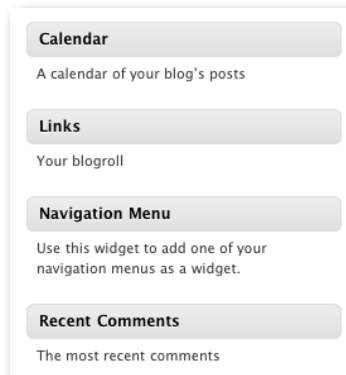 Calendar
A calendar of your blog's posts
Links
Your blogroll
Navigation Menu
Use this widget to add one of your
navigation menus as a widget.
Recent Comments
The most recent comments